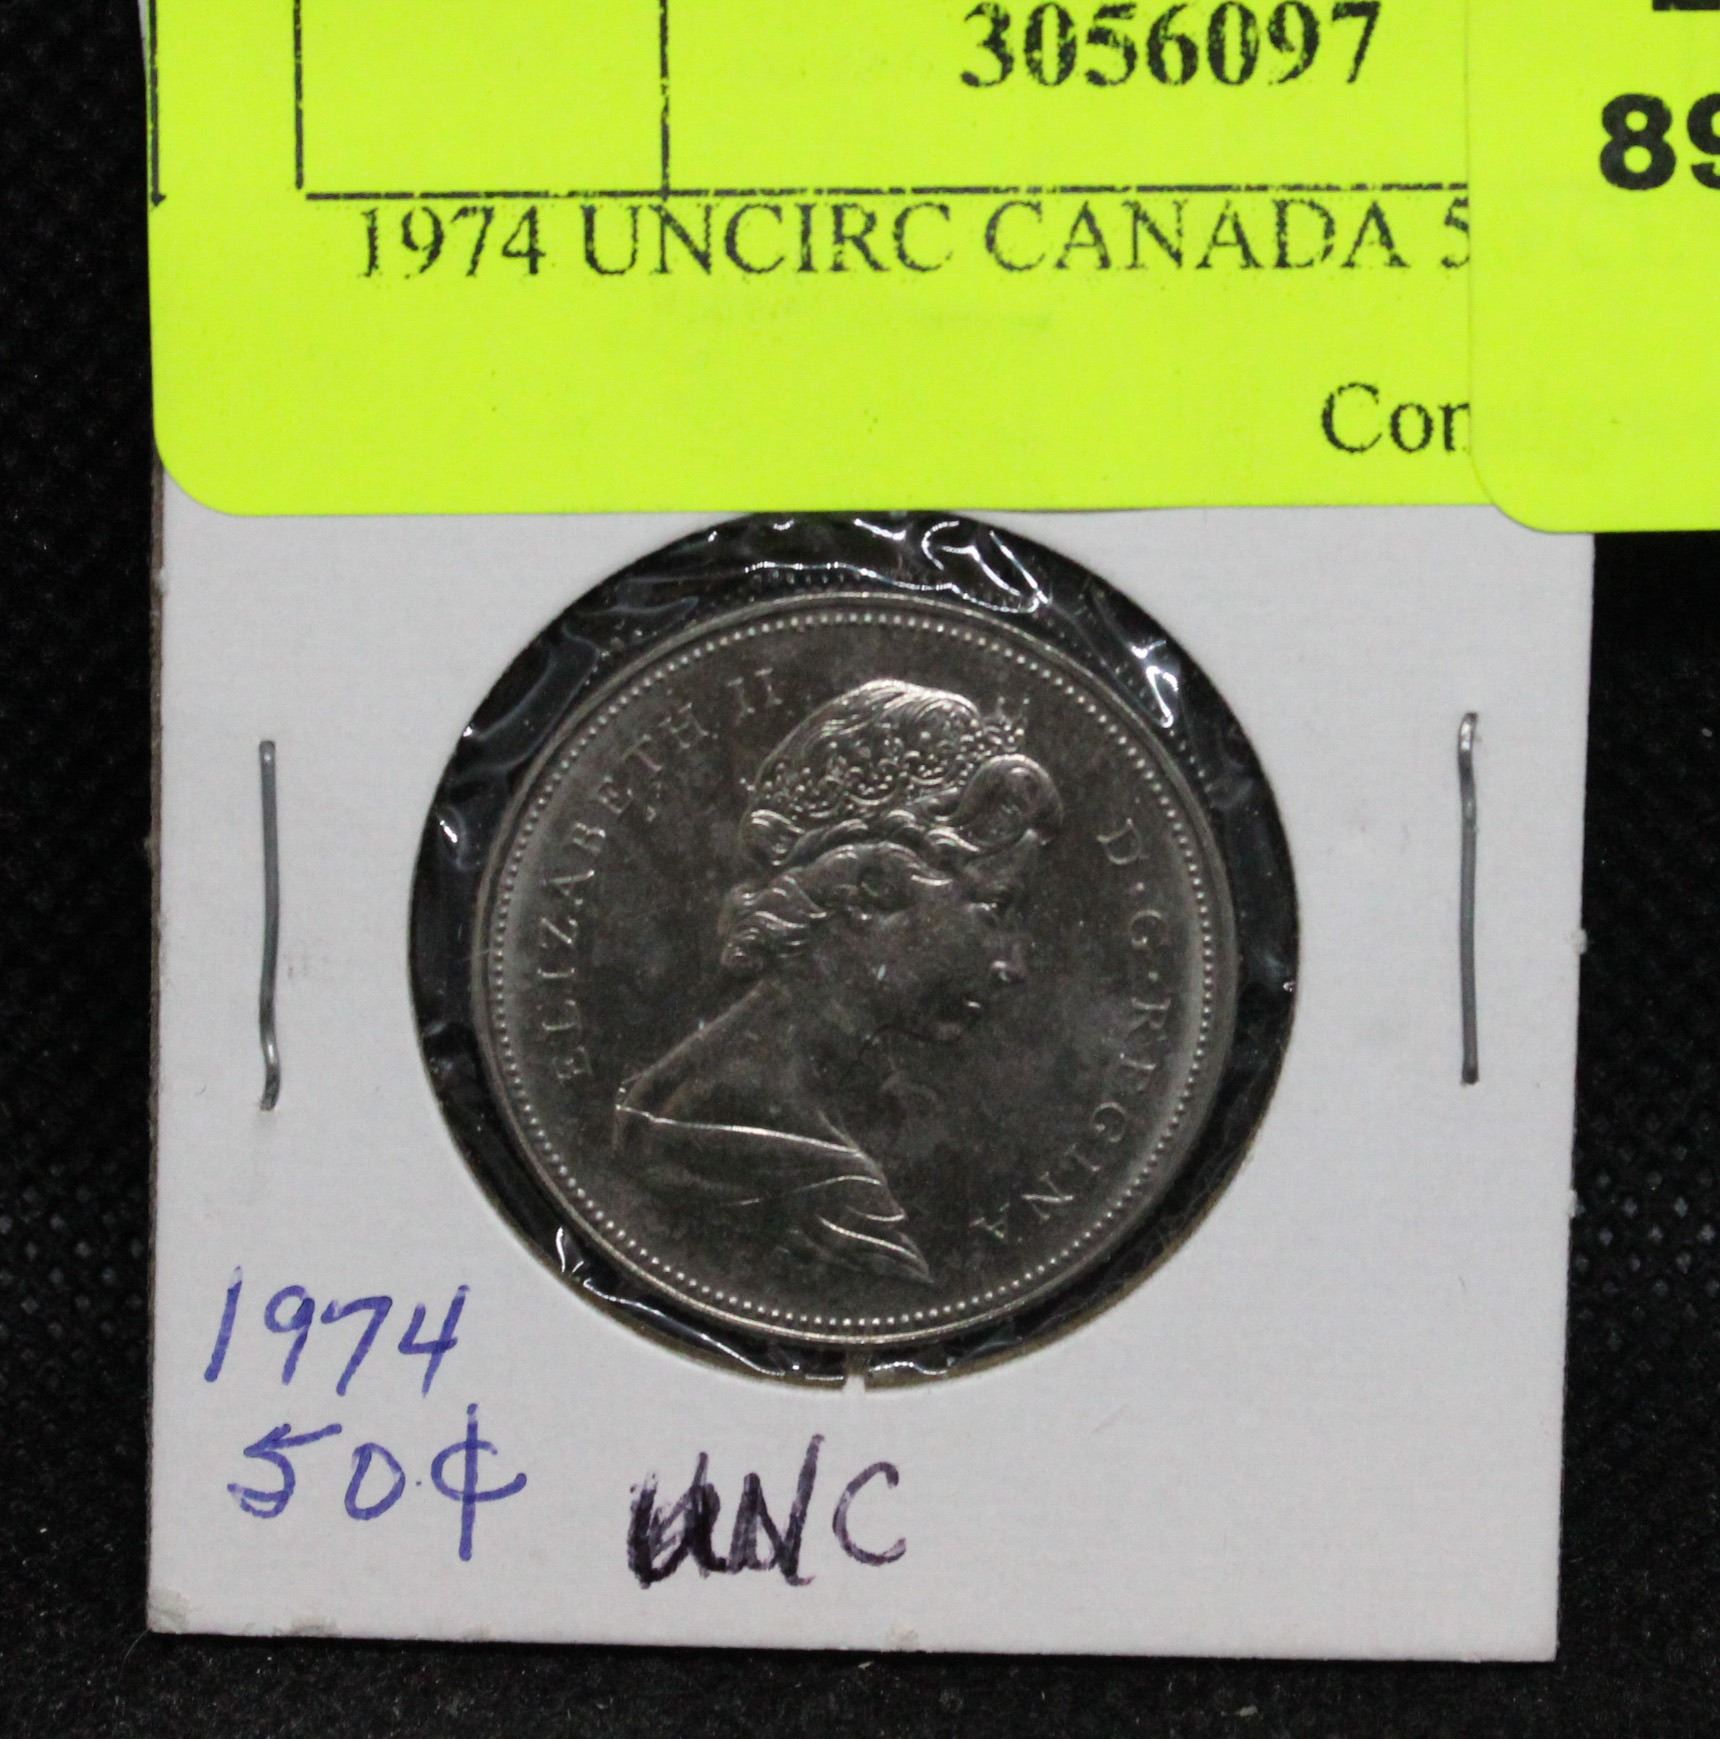 3056097
89
1974 UNCIRC CANADA 5
Con
ELIZABETH II D·G·REGINA
1974
50¢ UNC